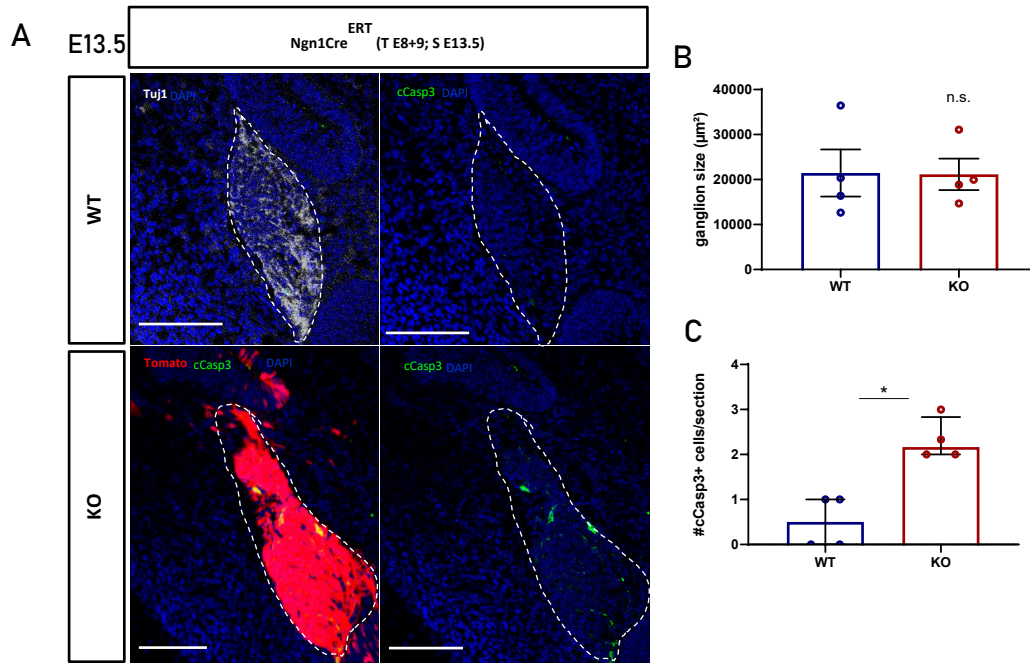 A
E13.5
Ngn1Cre ERT (T E8+9; S E13.5)
WT
Tuj1 DAPI
cCasp3 DAPI
KO
Tomato cCasp3 DAPI
cCasp3 DAPI
B
ganglion size (µm²)
40000
30000
20000
10000
0
n.s.
WT KO
C
#cCasp3+ cells/section
4
3
2
1
0
*
WT KO